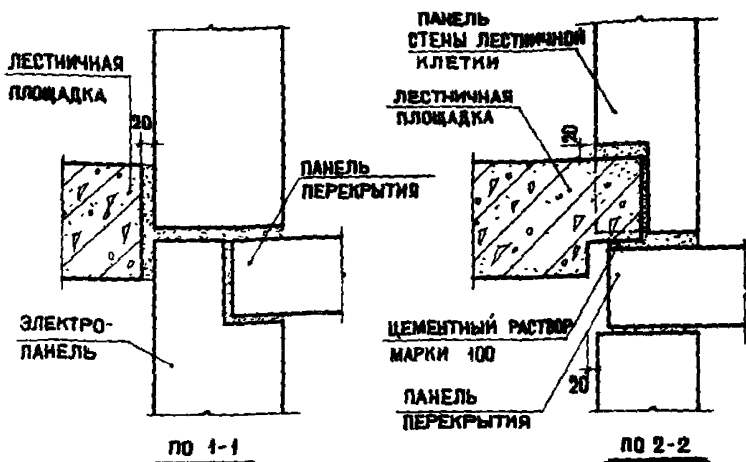 ЛЕСТНИЧНАЯ
ПЛОЩАДКА
20
ПАНЕЛЬ
ПЕРЕКРЫТИЯ
ЭЛЕКТРО-
ПАНЕЛЬ
ПО 1-1
ПАНЕЛЬ
СТЕНЫ ЛЕСТНИЧНОЙ
КЛЕТКИ
ЛЕСТНИЧНАЯ
ПЛОЩАДКА
20
ЦЕМЕНТНЫЙ РАСТВОР
МАРКИ 100
20
ПАНЕЛЬ
ПЕРЕКРЫТИЯ
ПО 2-2